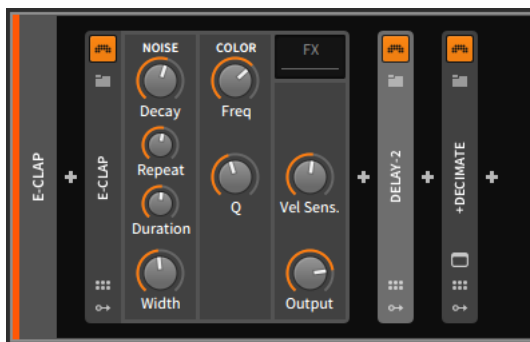 E-CLAP
E-CLAP
NOISE
Decay
Repeat
Duration
Width
COLOR
Freq
Q
FX
Vel Sens.
Output
DELAY-2
+DECIMATE